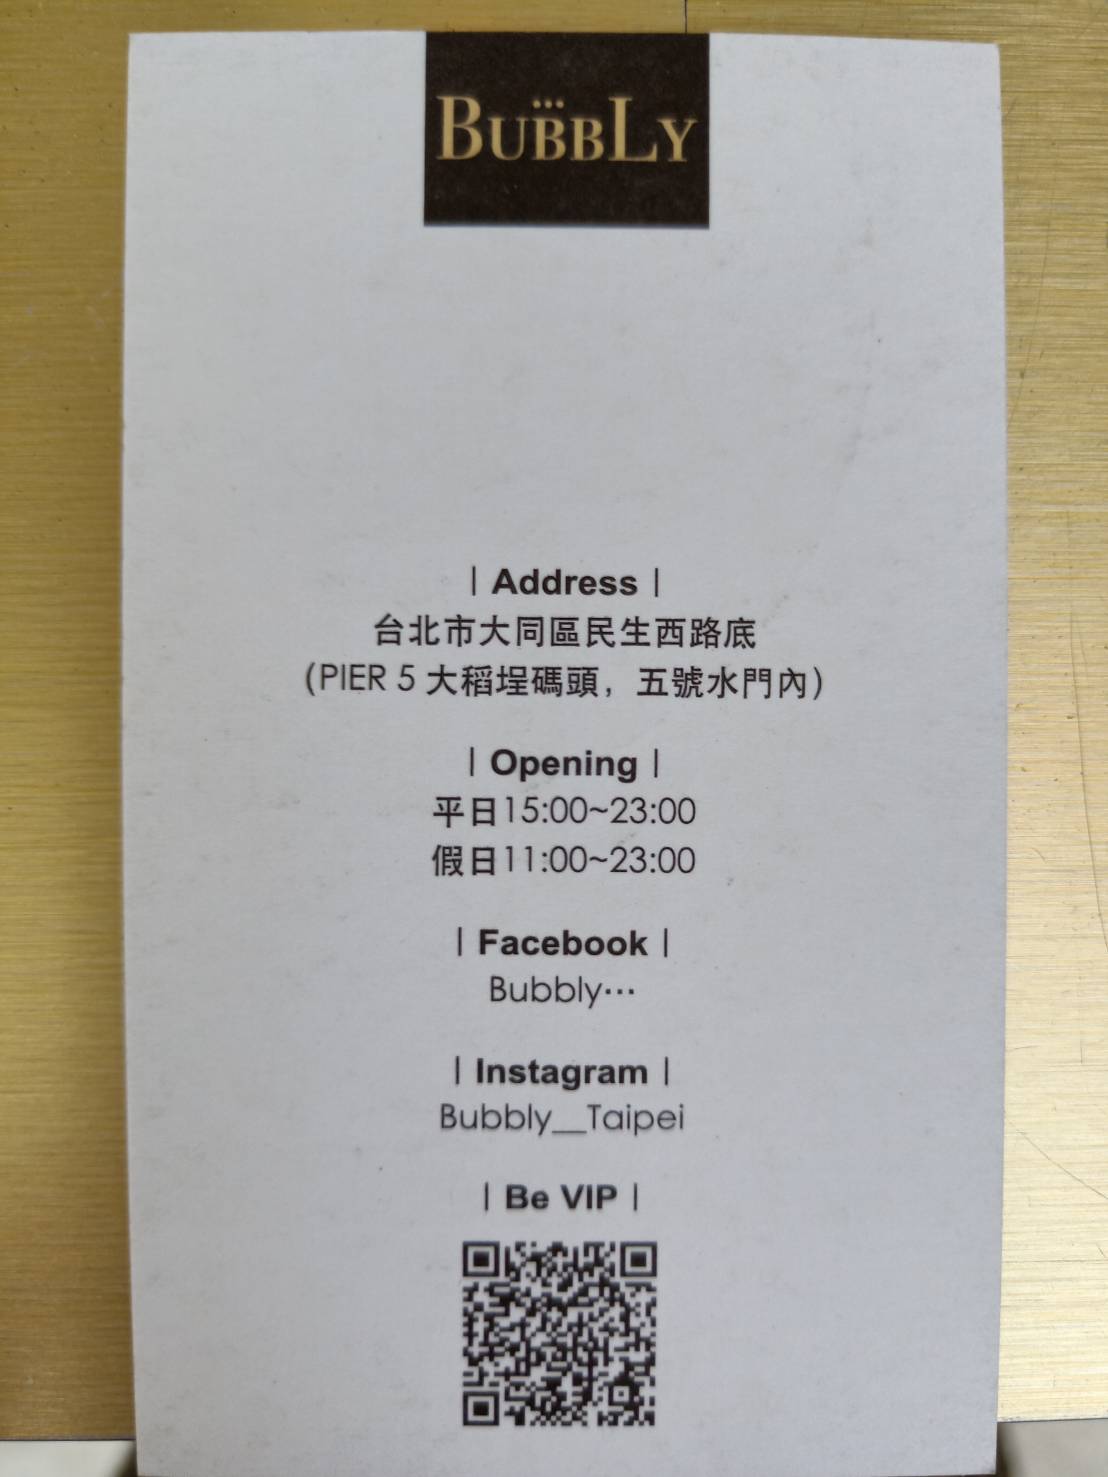 BUBBLY
| Address |
台北市大同區民生西路底
(PIER 5 大稻埕碼頭，五號水門內)
| Opening |
平日15:00~23:00
假日11:00~23:00
| Facebook |
Bubbly…
| Instagram |
Bubbly__Taipei
| Be VIP |